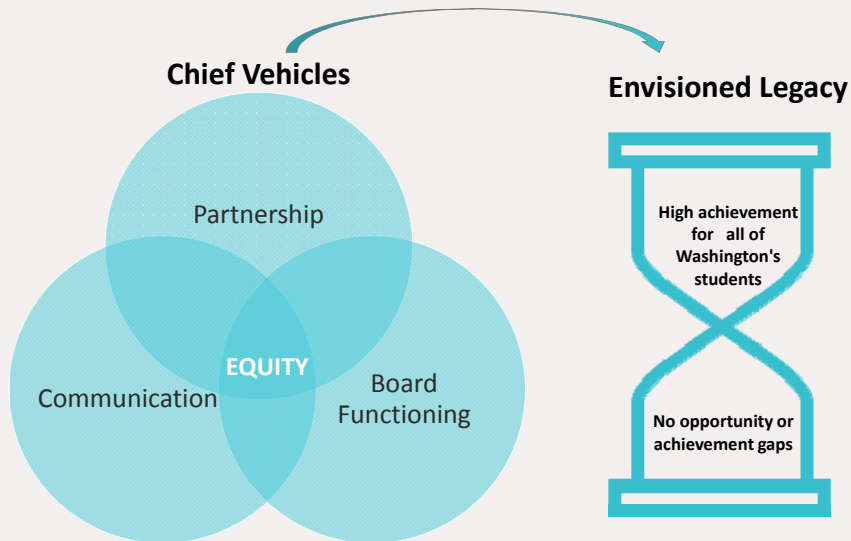 Chief Vehicles
Partnership
EQUITY
Communication
Board
Functioning
Envisioned Legacy
High achievement
for all of
Washington's
students
No opportunity or
achievement gaps